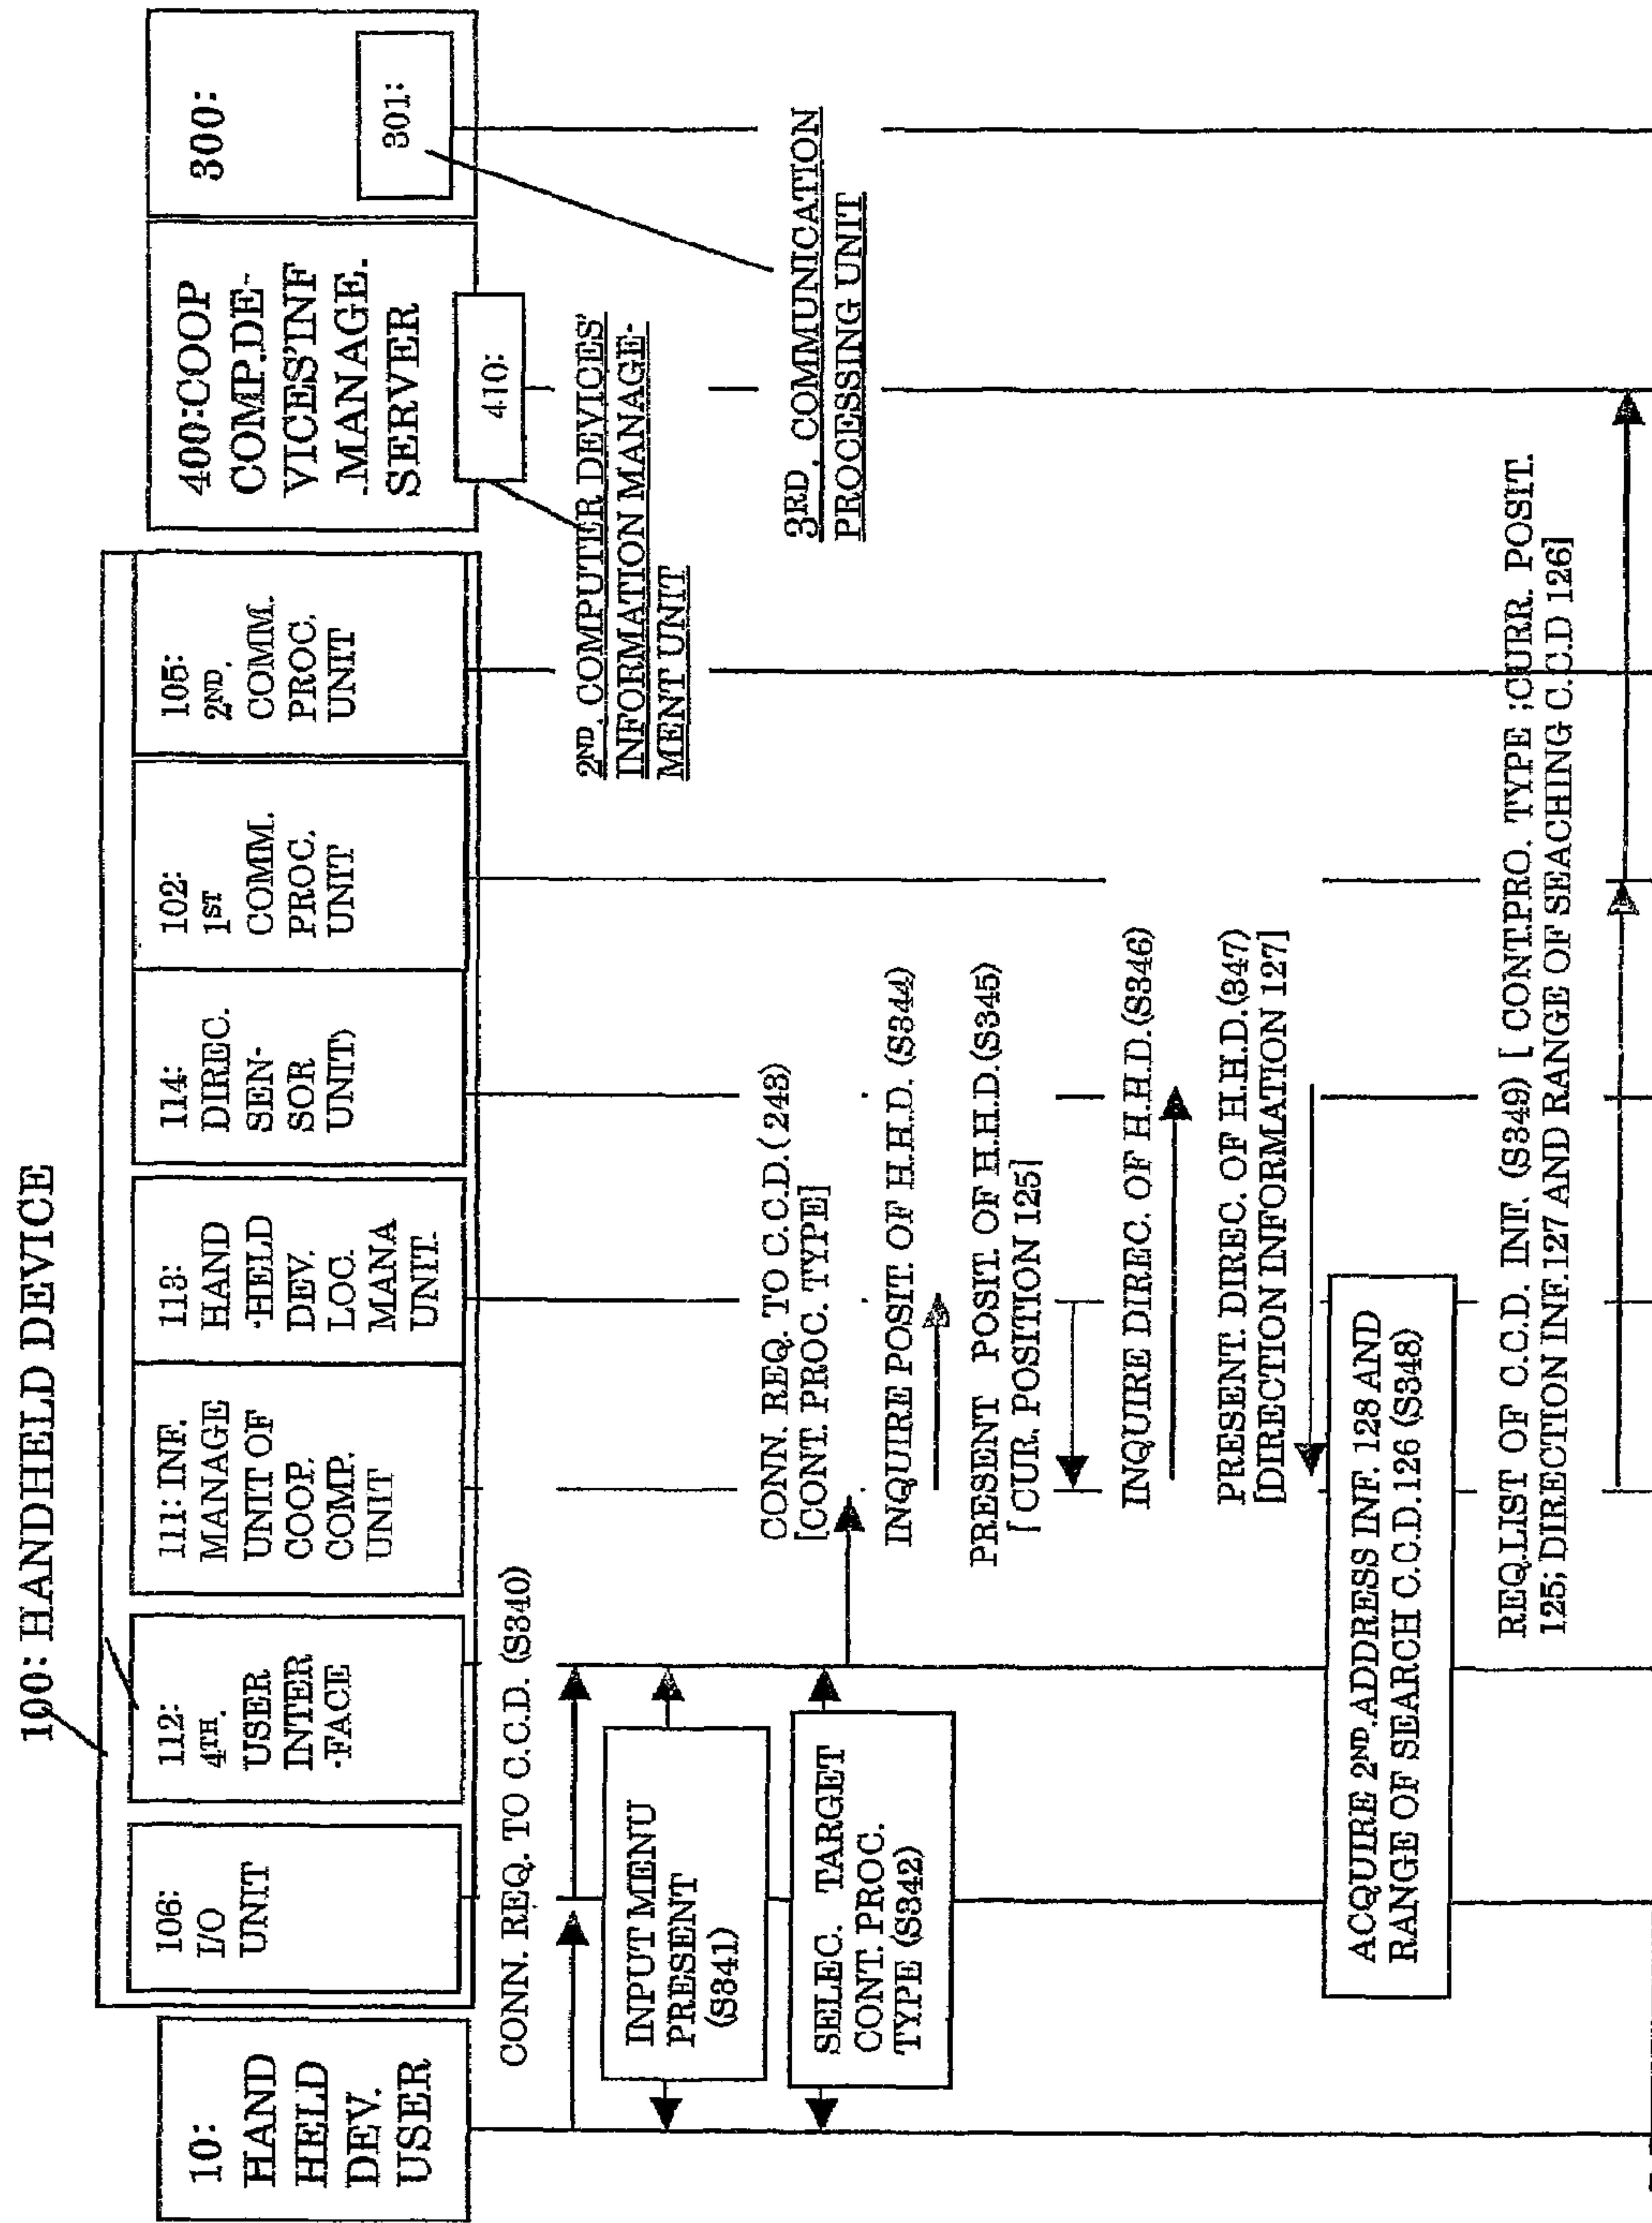 100: HANDHELD DEVICE
10:
HAND
HELD
DEV.
USER
106:
I/O
UNIT
112:
4TH.
USER
INTER
-FACE
111: INF.
MANAGE
UNIT OF
COOP.
COMP.
UNIT
113:
HAND
-HELD
DEV.
LOC.
MANA
UNIT.
114:
DIREC.
SEN-
SOR
UNIT)
102:
1ST
COMM.
PROC.
UNIT
105:
2ND.
COMM.
PROC.
UNIT
400:COOP
COMP.DE-
VICES'INF
.MANAGE.
SERVER
410:
300:
301:
2ND. COMPUTER DEVICES'
INFORMATION MANAGE-
MENT UNIT
3RD. COMMUNICATION
PROCESSING UNIT
CONN. REQ. TO C.C.D. (S340)
INPUT MENU
PRESENT
(S341)
SELEC. TARGET
CONT. PROC.
TYPE (S342)
CONN. REQ. TO C.C.D.(243)
[CONT. PROC. TYPE]
INQUIRE POSIT. OF H.H.D. (S344)
PRESENT POSIT. OF H.H.D.(S345)
[ CUR. POSITION 125]
INQUIRE DIREC. OF H.H.D.(S346)
PRESENT. DIREC. OF H.H.D.(347)
[DIRECTION INFORMATION 127]
ACQUIRE 2ND.ADDRESS INF. 128 AND
RANGE OF SEARCH C.C.D.126 (S348)
REQ.LIST OF C.C.D. INF. (S349) [ CONT.PRO. TYPE ;CURR. POSIT.
125; DIRECTION INF.127 AND RANGE OF SEACHING C.C.D 126]